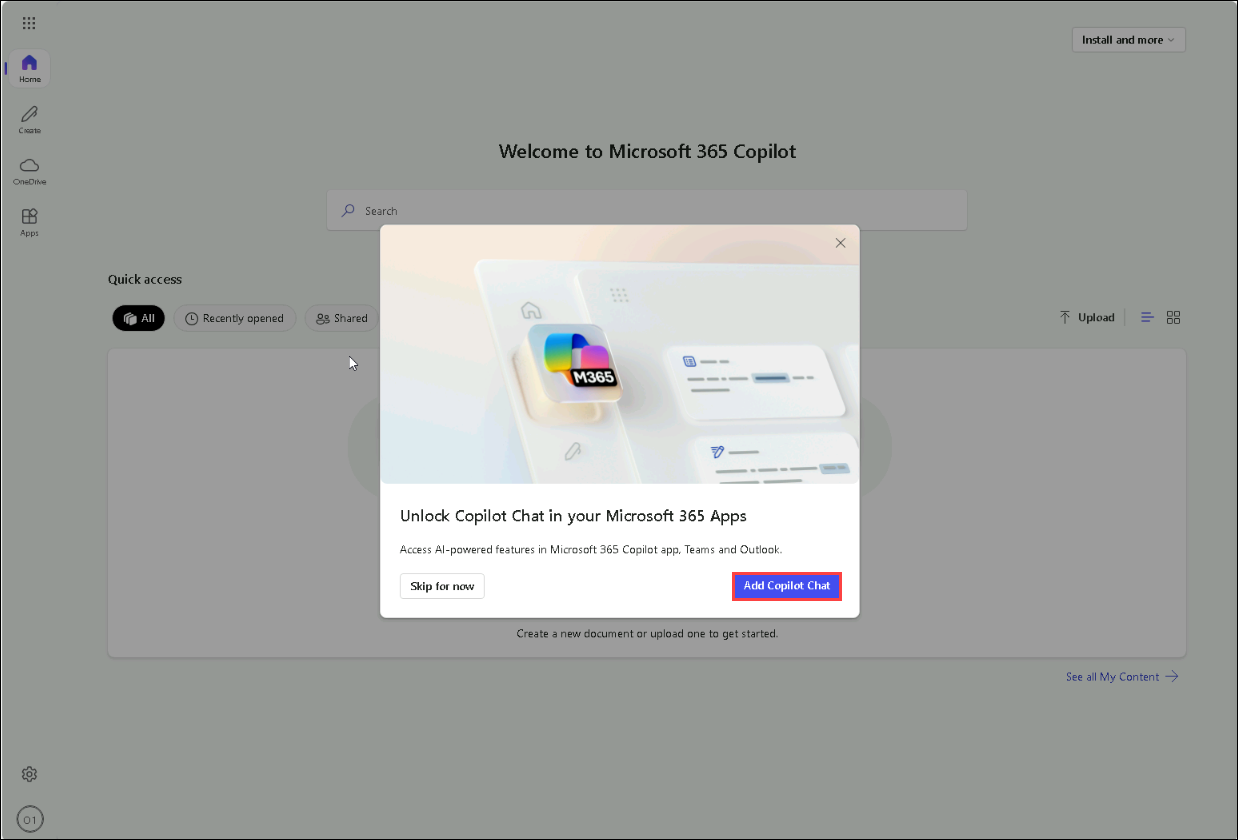 Install and more
Home
Create
OneDrive
Apps
Welcome to Microsoft 365 Copilot
Search
Quick access
All
Recently opened
Shared
Upload
M365
Unlock Copilot Chat in your Microsoft 365 Apps
Access AI-powered features in Microsoft 365 Copilot app, Teams and Outlook.
Skip for now
Add Copilot Chat
Create a new document or upload one to get started.
See all My Content
O1